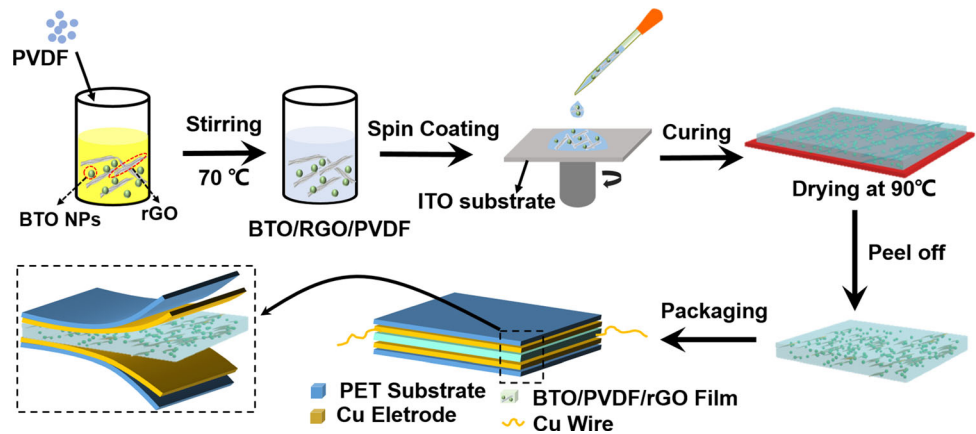 PVDF
Stirring
70 ℃
Spin Coating
Curing
BTO NPs
rGO
BTO/RGO/PVDF
ITO substrate
Drying at 90℃
Peel off
Packaging
PET Substrate
BTO/PVDF/rGO Film
Cu Eletrode
Cu Wire